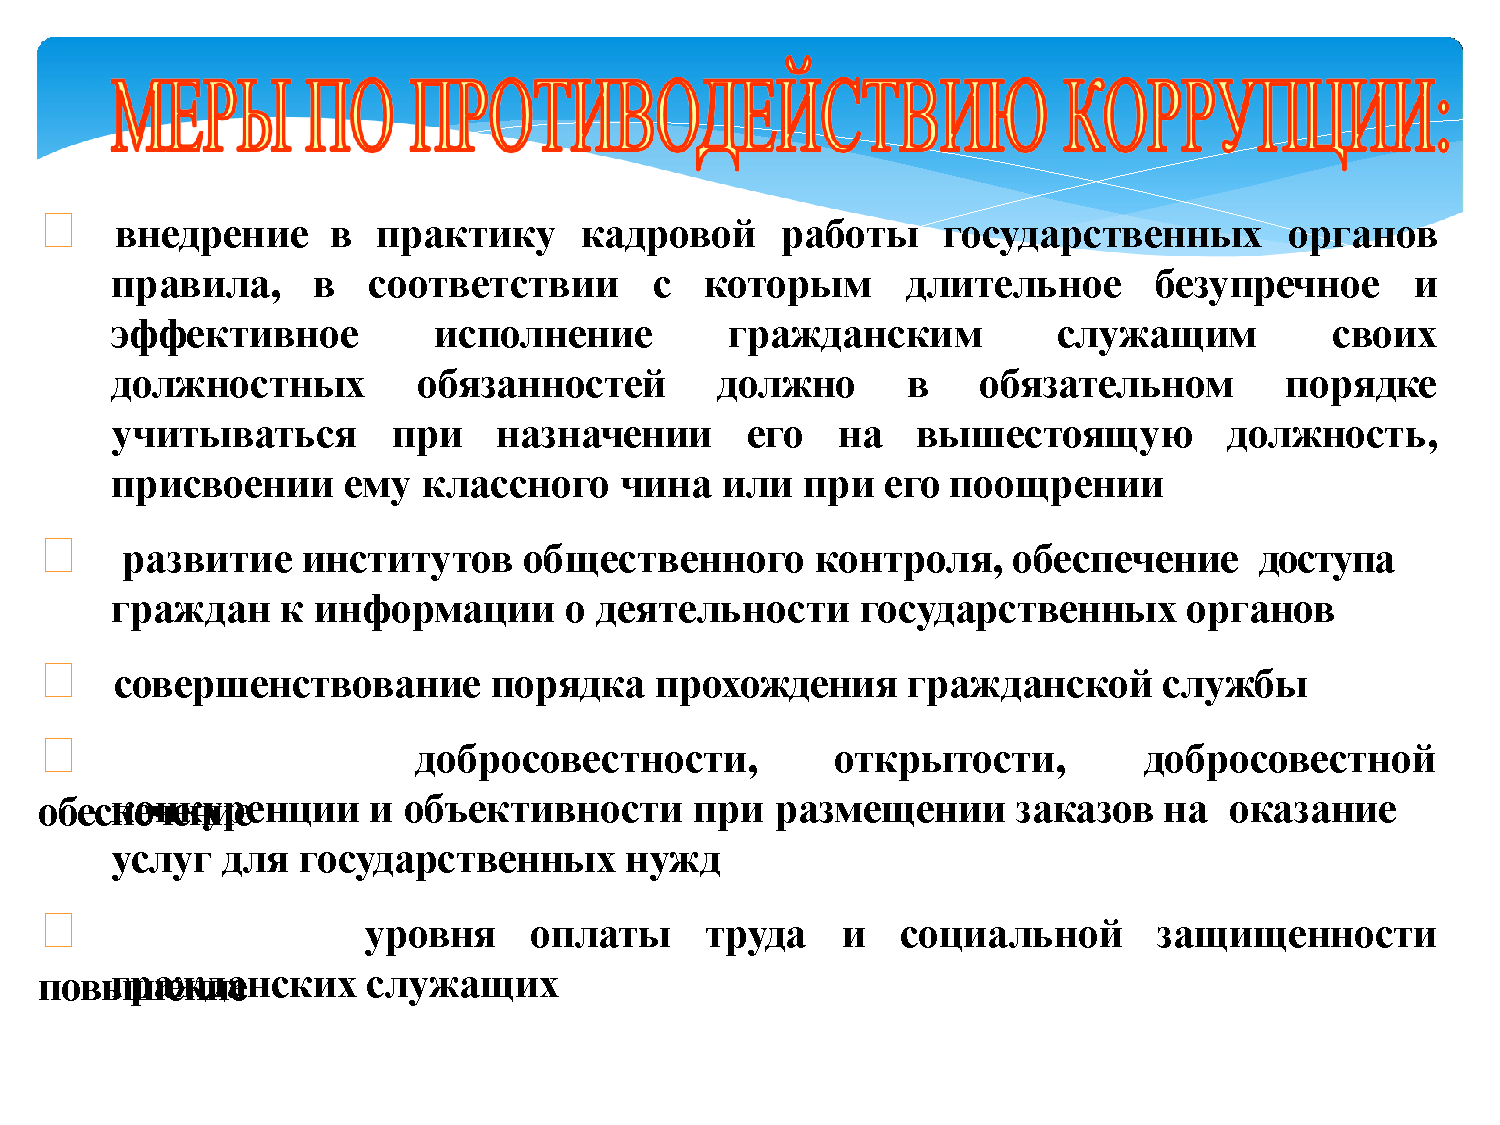 МЕРЫ ПО ПРОТИВОДЕЙСТВИЮ КОРРУПЦИИ:
внедрение в практику кадровой работы государственных органов
правила, в соответствии с которым длительное безупречное и
эффективное исполнение гражданским служащим своих
должностных обязанностей должно в обязательном порядке
учитываться при назначении его на вышестоящую должность,
присвоении ему классного чина или при его поощрении
развитие институтов общественного контроля, обеспечение доступа
граждан к информации о деятельности государственных органов
совершенствование порядка прохождения гражданской службы
обеспечение добросовестности, открытости, добросовестной
конкуренции и объективности при размещении заказов на оказание
услуг для государственных нужд
повышение уровня оплаты труда и социальной защищенности
гражданских служащих